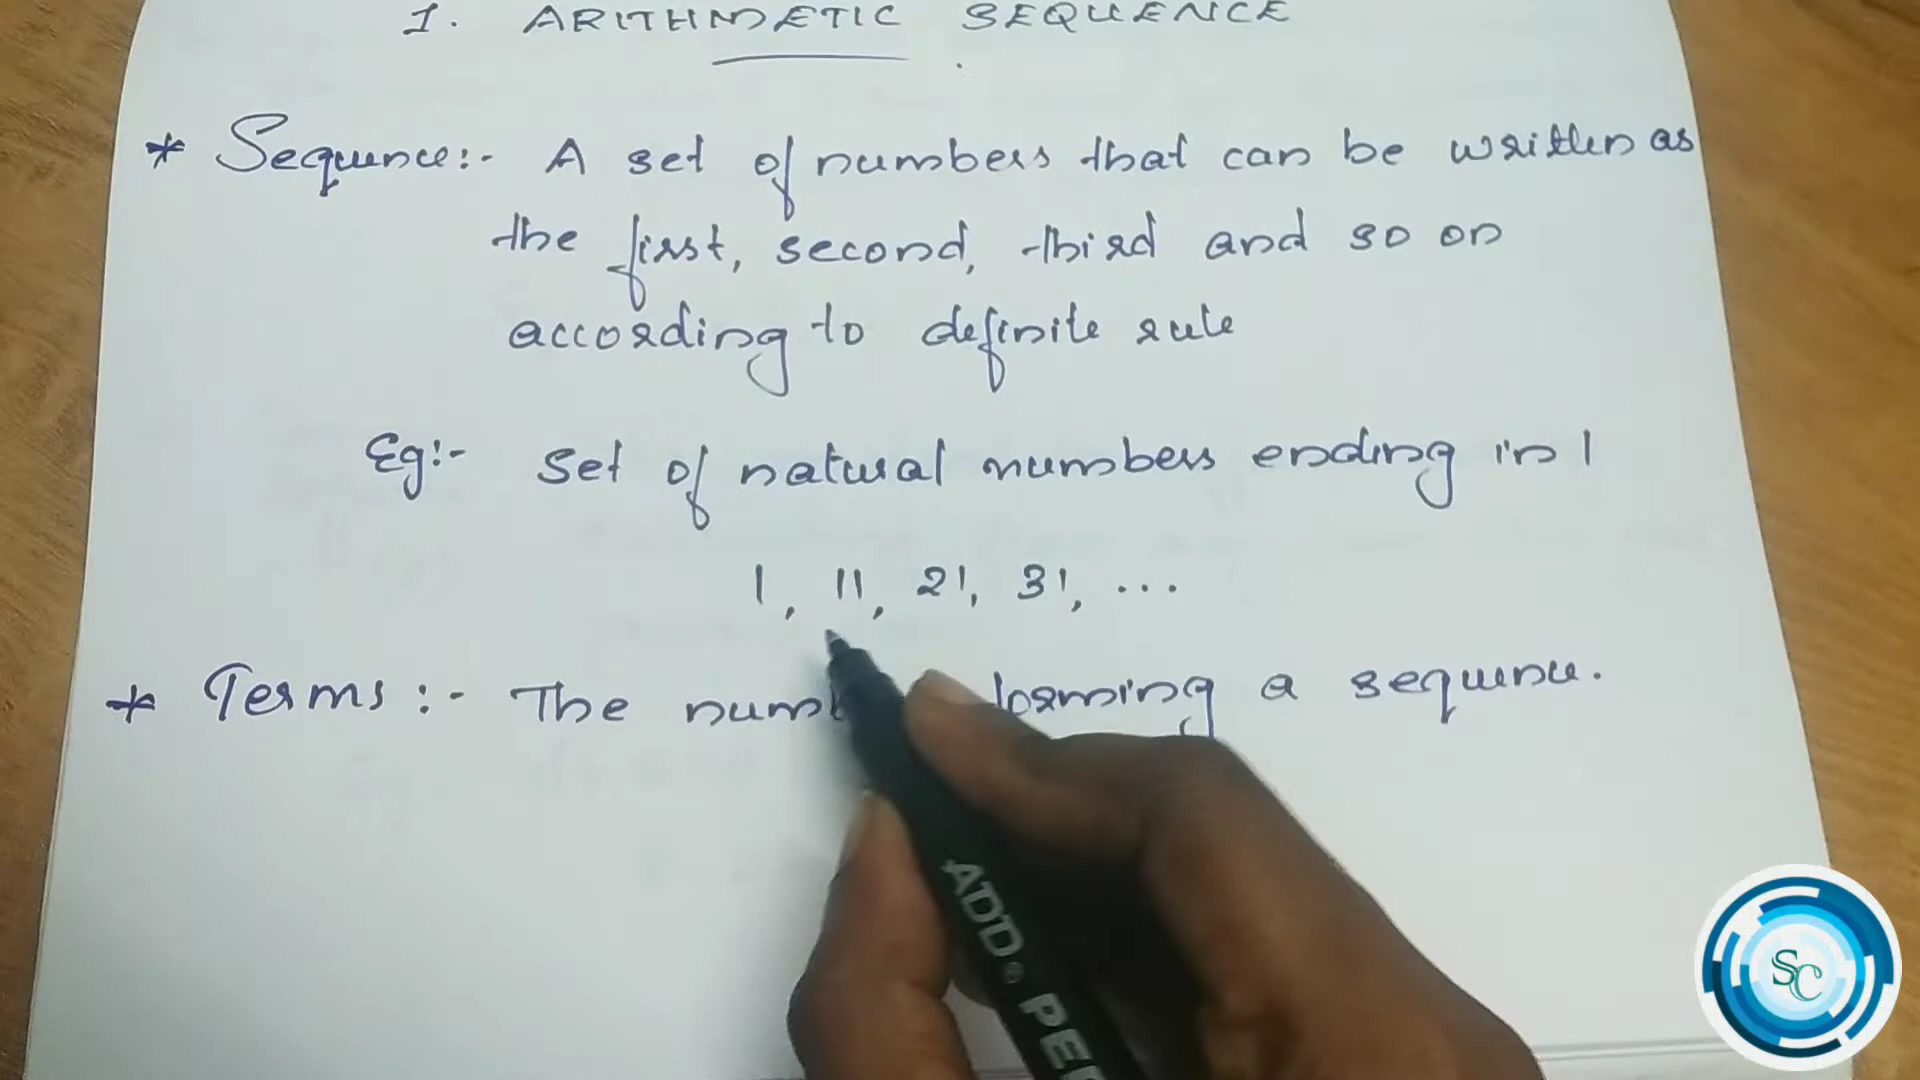 1. ARITHMETIC SEQUENCE
* Sequence:- A set of numbers that can be written as
the first, second, third and so on
according to definite rule
Eg:- Set of natural numbers ending in 1
1, 11, 21, 31, ...
* Terms :- The forming a sequence.
ADD PE
SC